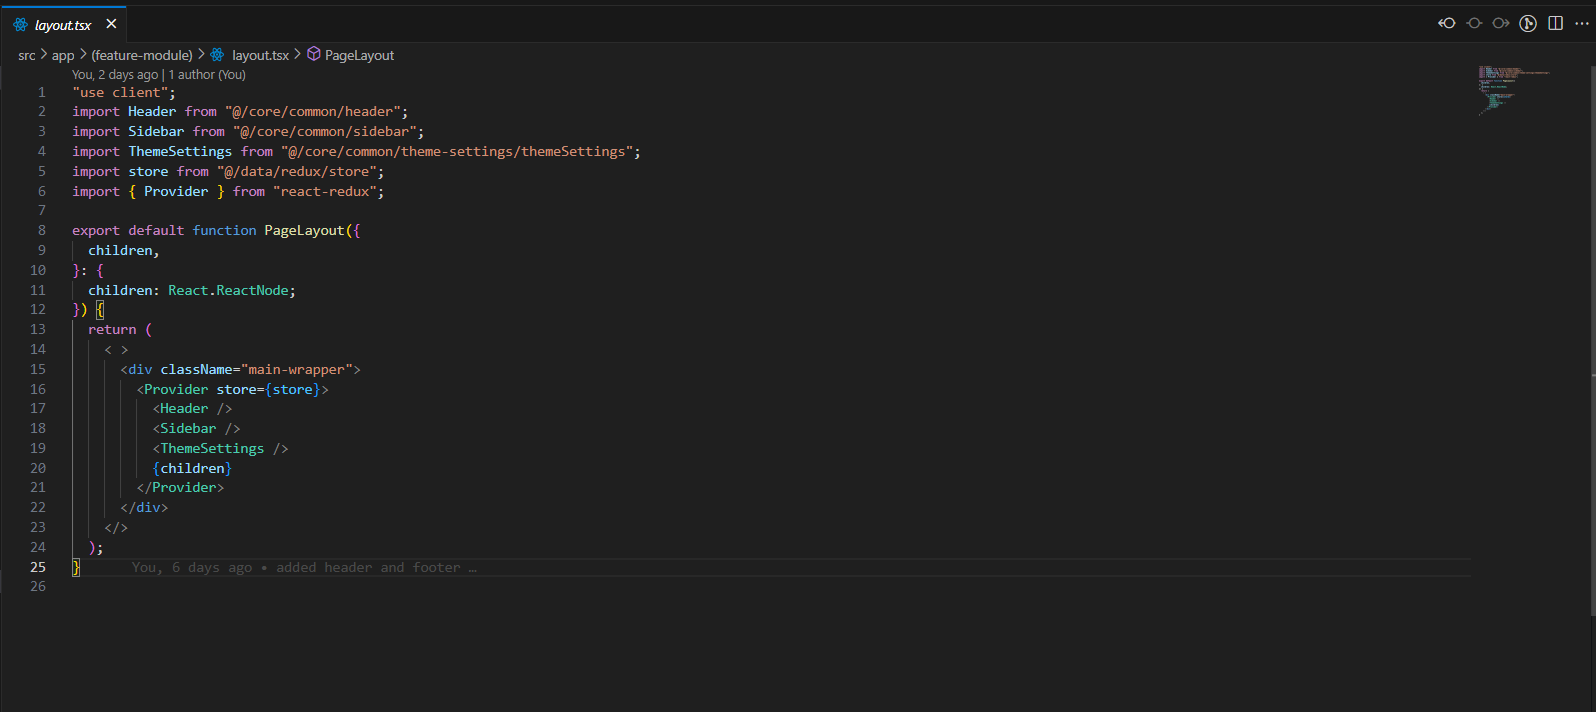 layout.tsx
src > app > (feature-module) > layout.tsx > PageLayout
You, 2 days ago | 1 author (You)
1 "use client";
2 import Header from "@/core/common/header";
3 import Sidebar from "@/core/common/sidebar";
4 import ThemeSettings from "@/core/common/theme-settings/themeSettings";
5 import store from "@/data/redux/store";
6 import { Provider } from "react-redux";
7
8 export default function PageLayout({
9   children,
10 }: {
11   children: React.ReactNode;
12 }) {
13   return (
14     < >
15       <div className="main-wrapper">
16         <Provider store={store}>
17           <Header />
18           <Sidebar />
19           <ThemeSettings />
20           {children}
21         </Provider>
22       </div>
23     </>
24   );
25 } You, 6 days ago • added header and footer …
26